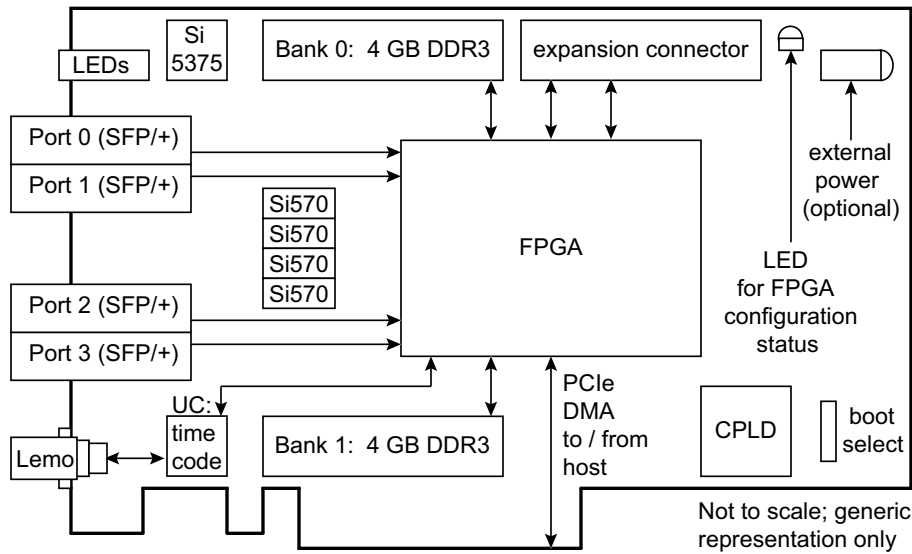 Si
5375
LEDs
Bank 0: 4 GB DDR3
expansion connector
Port 0 (SFP/+)
Port 1 (SFP/+)
Si570
Si570
Si570
Si570
FPGA
external
power
(optional)
LED
for FPGA
configuration
status
Port 2 (SFP/+)
Port 3 (SFP/+)
UC:
time
code
Lemo
Bank 1: 4 GB DDR3
PCIe
DMA
to / from
host
CPLD
boot
select
Not to scale; generic
representation only